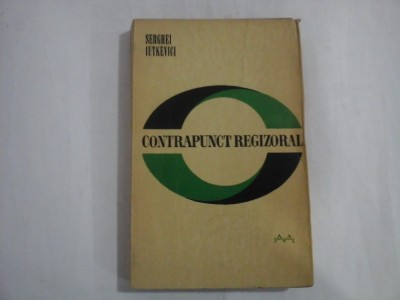 SERGHEI
IUTKEVICI
CONTRAPUNCT REGIZORAL